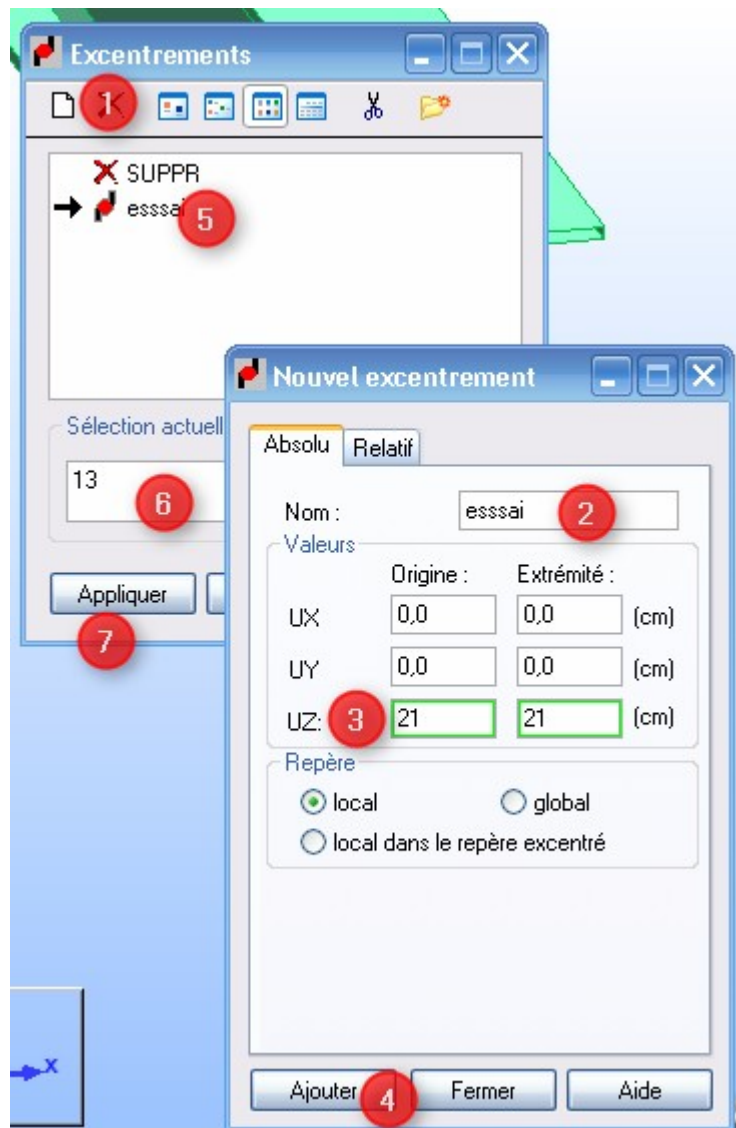 Excentrements
1
SUPPR
esssai
5
Sélection actuell
13
6
Appliquer
7
Nouvel excentrement
Absolu Relatif
Nom : esssai 2
Valeurs
Origine : Extrémité :
UX 0,0 0,0 (cm)
UY 0,0 0,0 (cm)
UZ: 3 21 21 (cm)
Repère
local global
local dans le repère excentré
x
Ajouter 4 Fermer Aide